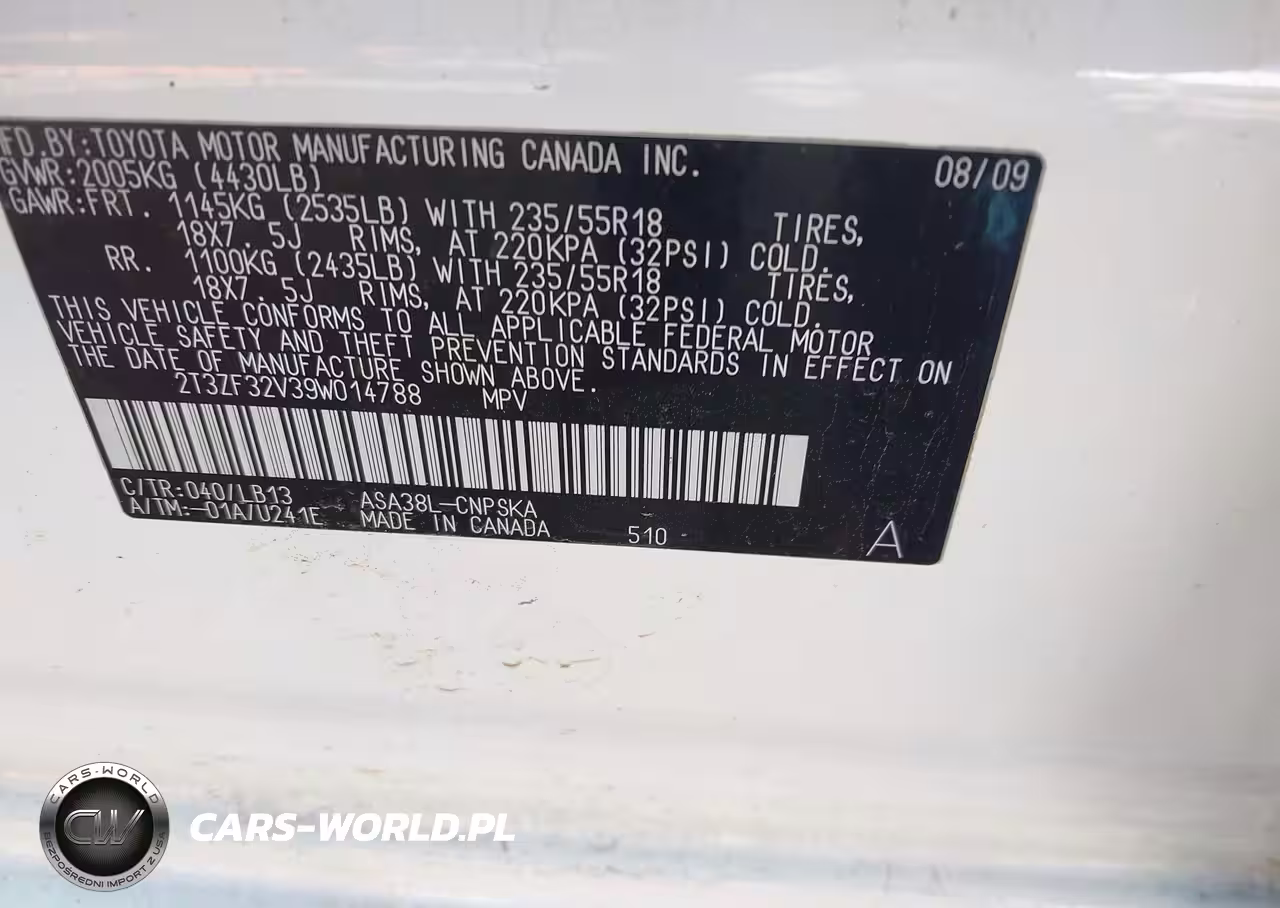 FD. BY:TOYOTA MOTOR MANUFACTURING CANADA INC. 08/09
GVWR:2005KG (4430LB)
GAWR:FRT. 1145KG (2535LB) WITH 235/55R18 TIRES,
18X7.5J RIMS, AT 220KPA (32PSI) COLD.
RR. 1100KG (2435LB) WITH 235/55R18 TIRES,
18X7.5J RIMS, AT 220KPA (32PSI) COLD.
THIS VEHICLE CONFORMS TO ALL APPLICABLE FEDERAL MOTOR
VEHICLE SAFETY AND THEFT PREVENTION STANDARDS IN EFFECT ON
THE DATE OF MANUFACTURE SHOWN ABOVE.
2T3ZF32V39W014788 MPV
C/TR:040/LB13 ASA38L-CNPSKA
A/TM:-01A/U241E MADE IN CANADA 510 A
CARS-WORLD
CW
BEZPOŚREDNI IMPORT Z USA
CARS-WORLD.PL